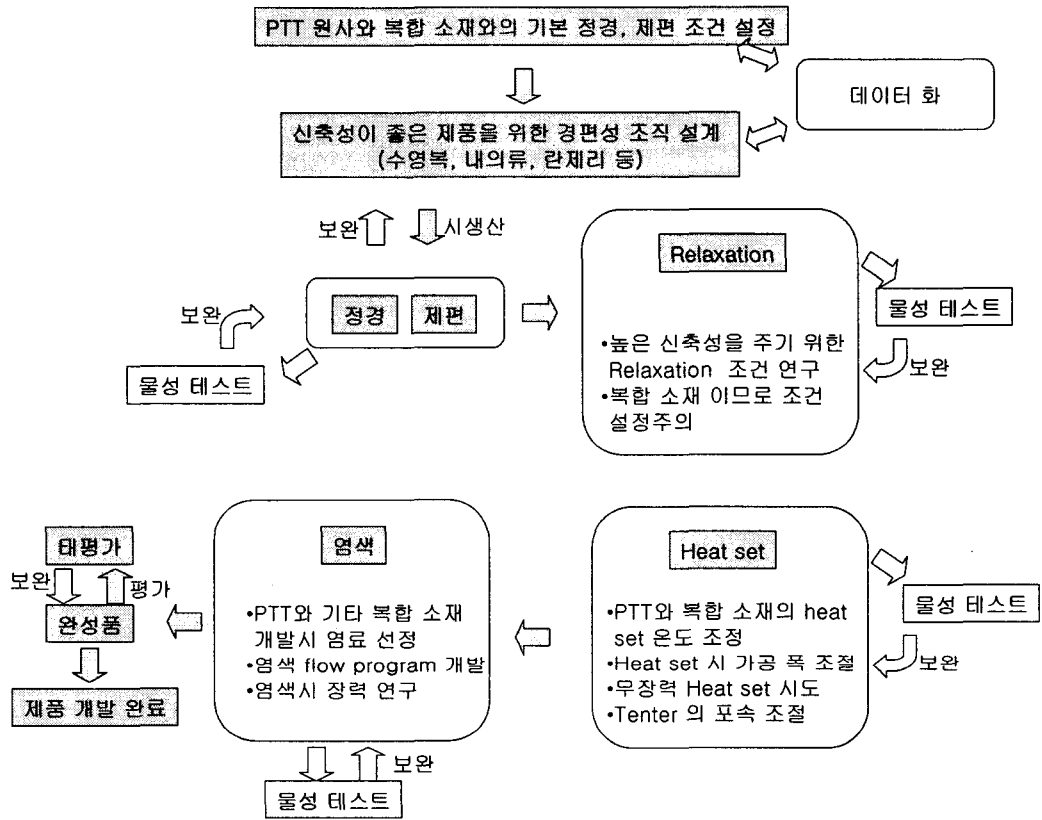 PTT 원사와 복합 소재와의 기본 정경, 제편 조건 설정
데이터 화
신축성이 좋은 제품을 위한 경편성 조직 설계
(수영복, 내의류, 란제리 등)
보완
시생산
Relaxation
정경
제편
보완
물성 테스트
물성 테스트
보완
•높은 신축성을 주기 위한
Relaxation 조건 연구
•복합 소재 이므로 조건
설정주의
태평가
보완
평가
완성품
제품 개발 완료
염색
•PTT와 기타 복합 소재
개발시 염료 선정
•염색 flow program 개발
•염색시 장력 연구
보완
물성 테스트
Heat set
•PTT와 복합 소재의 heat
set 온도 조정
•Heat set 시 가공 폭 조절
•무장력 Heat set 시도
•Tenter 의 포속 조절
물성 테스트
보완